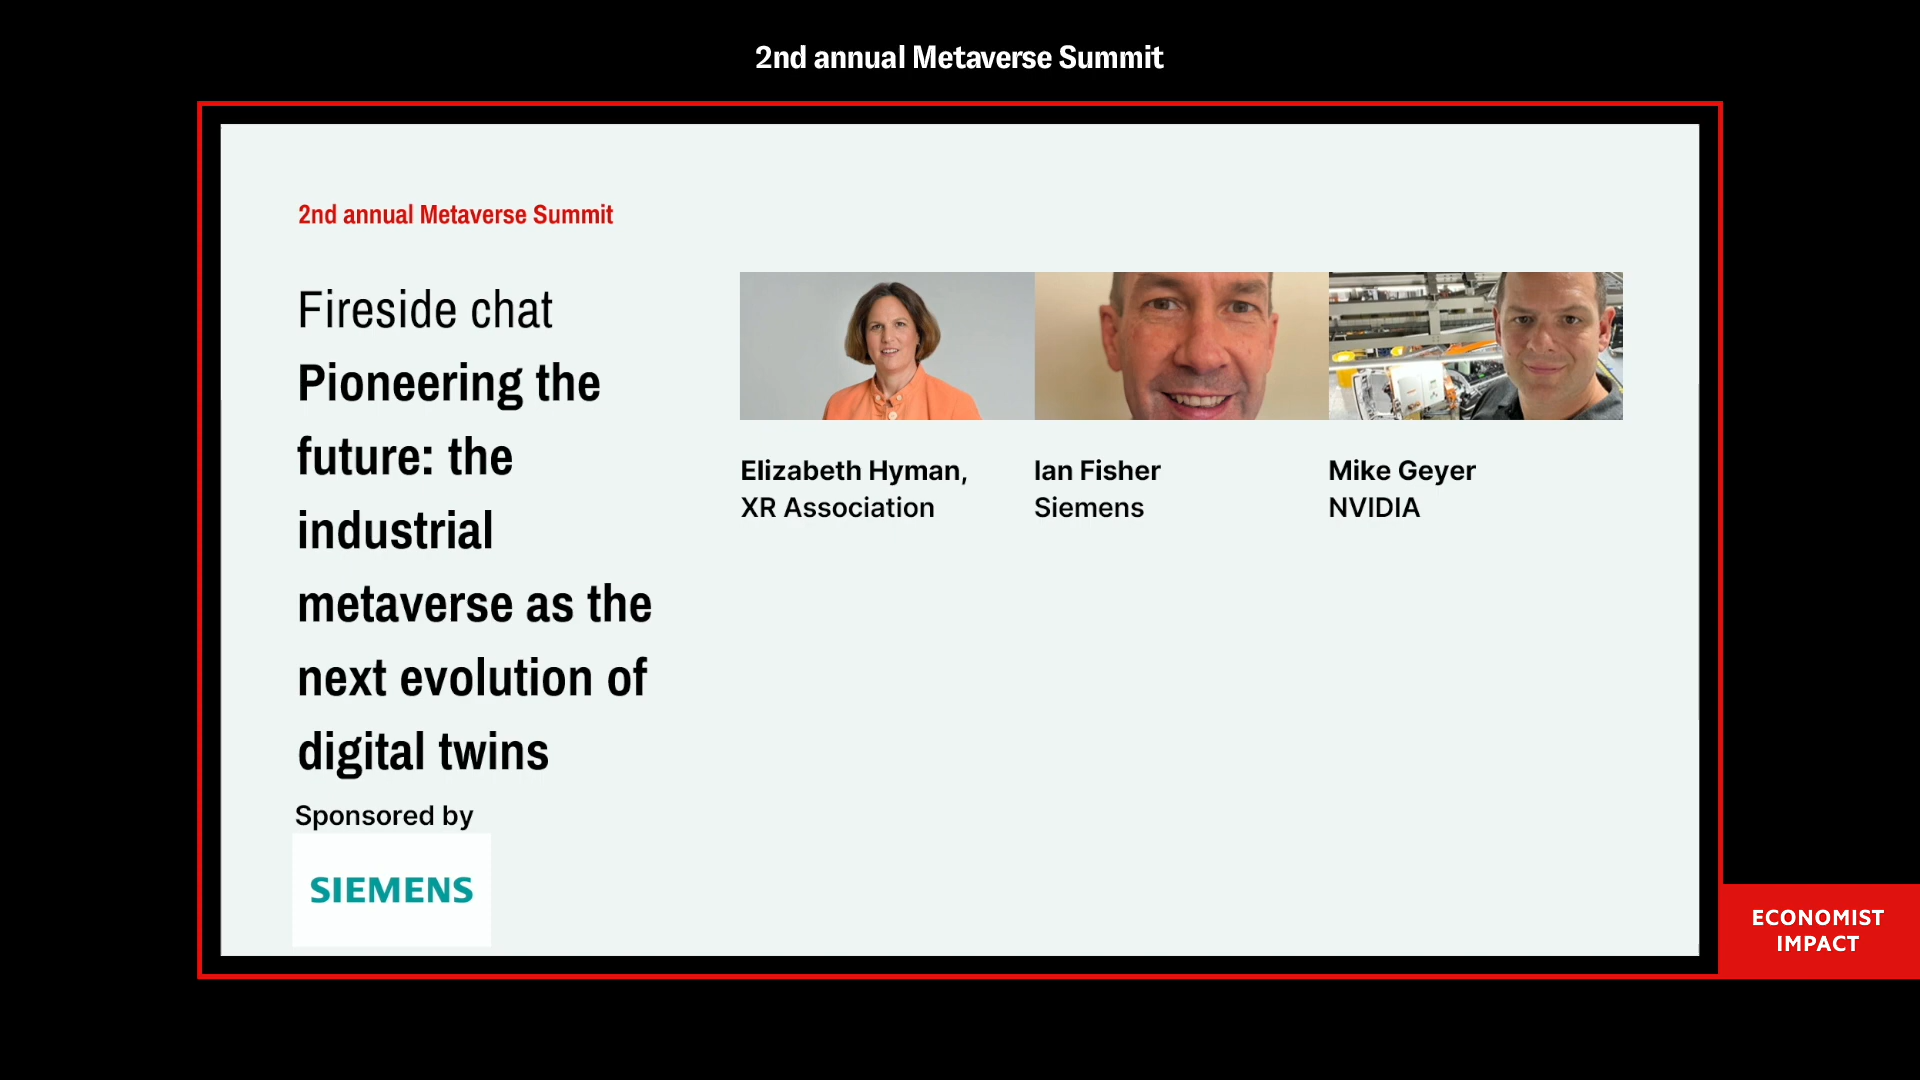 2nd annual Metaverse Summit
2nd annual Metaverse Summit
Fireside chat
Pioneering the
future: the
industrial
metaverse as the
next evolution of
digital twins
Sponsored by
SIEMENS
Elizabeth Hyman,
XR Association
Ian Fisher
Siemens
Mike Geyer
NVIDIA
ECONOMIST
IMPACT